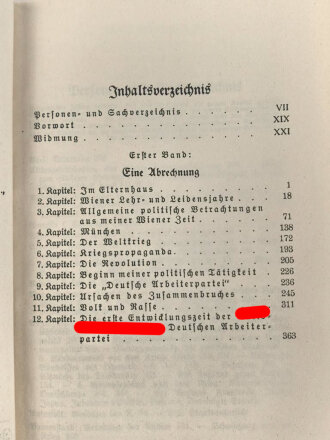 Inhaltsverzeichnis
Personen- und Sachverzeichnis . . . . . . . VII
Vorwort . . . . . . . . . . . . . XIX
Widmung . . . . . . . . . . . . . XXI
Erster Band:
Eine Abrechnung
1. Kapitel: Im Elternhaus . . . . . . . . . 1
2. Kapitel: Wiener Lehr- und Leidensjahre . . . . 18
3. Kapitel: Allgemeine politische Betrachtungen
aus meiner Wiener Zeit . . . . . . 71
4. Kapitel: München . . . . . . . . . . 138
5. Kapitel: Der Weltkrieg . . . . . . . . 172
6. Kapitel: Kriegspropaganda . . . . . . . 193
7. Kapitel: Die Revolution . . . . . . . . 205
8. Kapitel: Beginn meiner politischen Tätigkeit . . 226
9. Kapitel: Die „Deutsche Arbeiterpartei“ . . . . 236
10. Kapitel: Ursachen des Zusammenbruches . . . . 245
11. Kapitel: Volk und Rasse . . . . . . . . 311
12. Kapitel: Die erste Entwicklungszeit der
Deutschen Arbeiter-
partei . . . . . . . . . . . 363